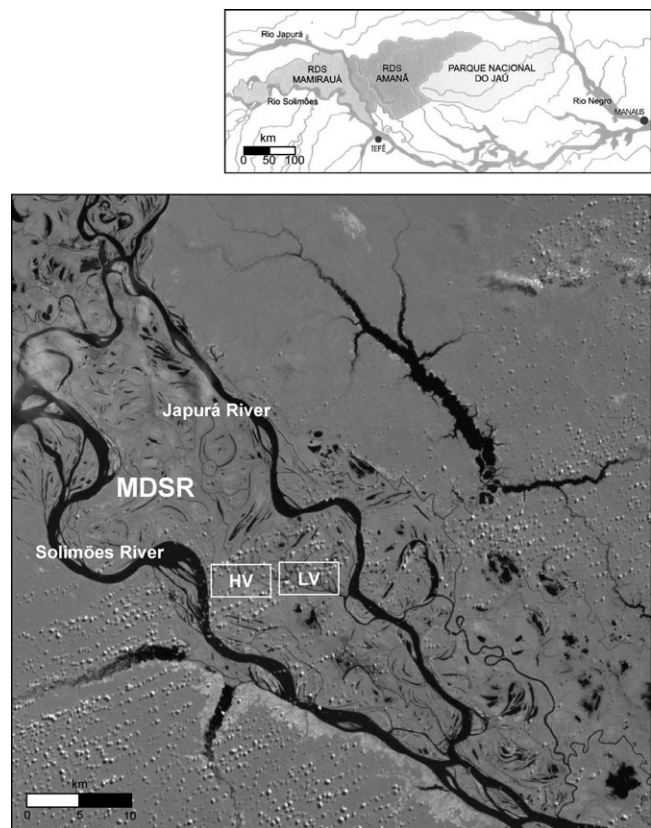 Rio Japurá
RDS
MAMIRAUÁ
RDS
AMANÃ
PARQUE NACIONAL
DO JAÚ
Rio Solimões
Rio Negro
MANAUS
TEFÉ
km
0 50 100
Japurá River
MDSR
Solimões River
HV
LV
km
0 5 10